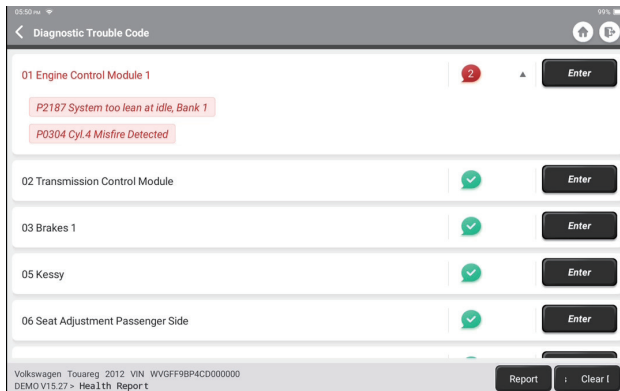 05:50 PM 99%
Diagnostic Trouble Code
01 Engine Control Module 1 2 Enter
P2187 System too lean at idle, Bank 1
P0304 Cyl.4 Misfire Detected
02 Transmission Control Module Enter
03 Brakes 1 Enter
05 Kessy Enter
06 Seat Adjustment Passenger Side Enter
Volkswagen Touareg 2012 VIN WVGFF9BP4CD000000
DEMO V15.27 > Health Report
Report Clear